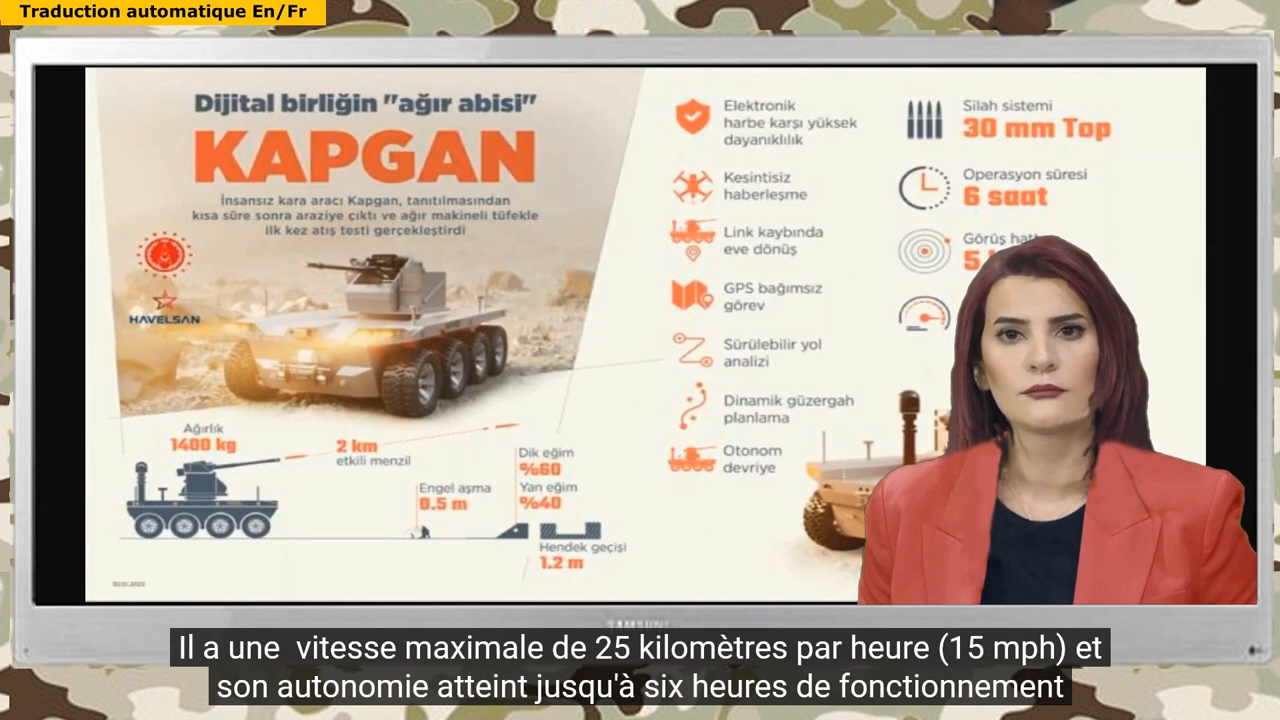 Traduction automatique En/Fr
Dijital birliğin "ağır abisi"
KAPGAN
İnsansız kara aracı Kapgan, tanıtılmasından
kısa süre sonra araziye çıktı ve ağır makineli tüfekle
ilk kez atış testi gerçekleştirdi
HAVELSAN
Ağırlık
1400 kg
2 km
etkili menzil
Engel aşma
0.5 m
Dik eğim
%60
Yan eğim
%40
Hendek geçişi
1.2 m
Elektronik
harbe karşı yüksek
dayanıklılık
Kesintisiz
haberleşme
Link kaybında
eve dönüş
GPS bağımsız
görev
Sürülebilir yol
analizi
Dinamik güzergah
planlama
Otonom
devriye
Silah sistemi
30 mm Top
Operasyon süresi
6 saat
Görüş
5
Il a une vitesse maximale de 25 kilomètres par heure (15 mph) et
son autonomie atteint jusqu'à six heures de fonctionnement